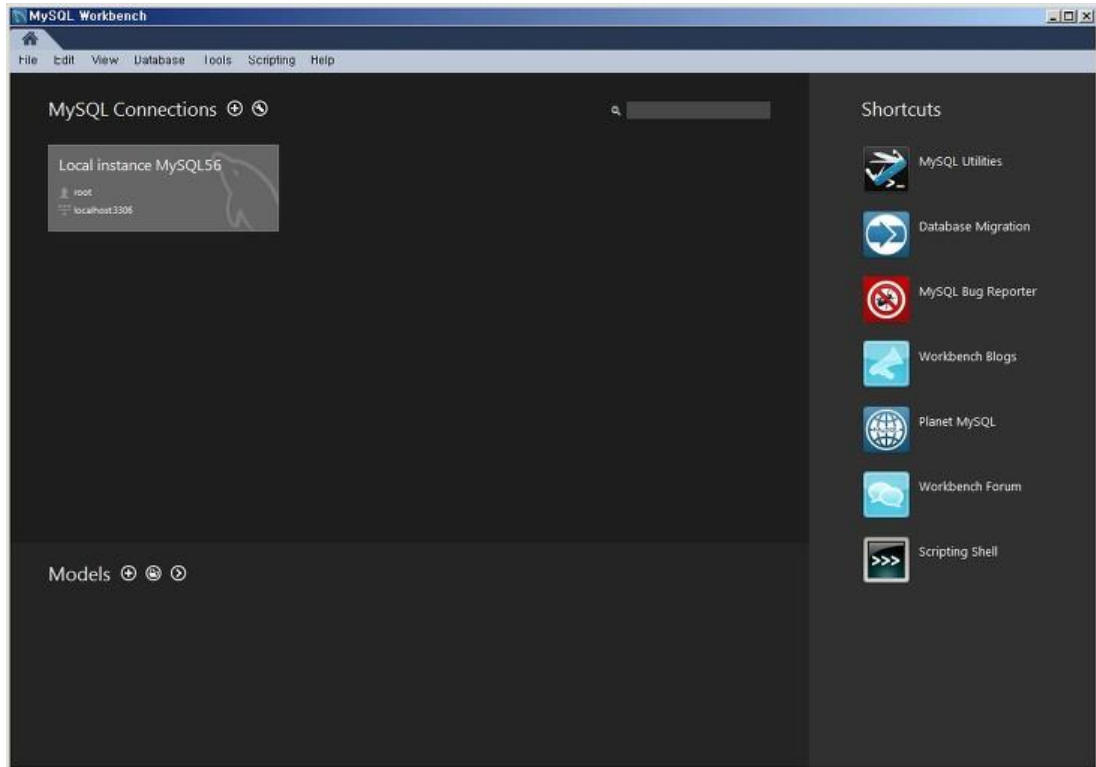 MySQL Workbench
File Edit View Database Tools Scripting Help
MySQL Connections
Local instance MySQL56
root
localhost:3306
Shortcuts
MySQL Utilities
Database Migration
MySQL Bug Reporter
Workbench Blogs
Planet MySQL
Workbench Forum
Scripting Shell
Models